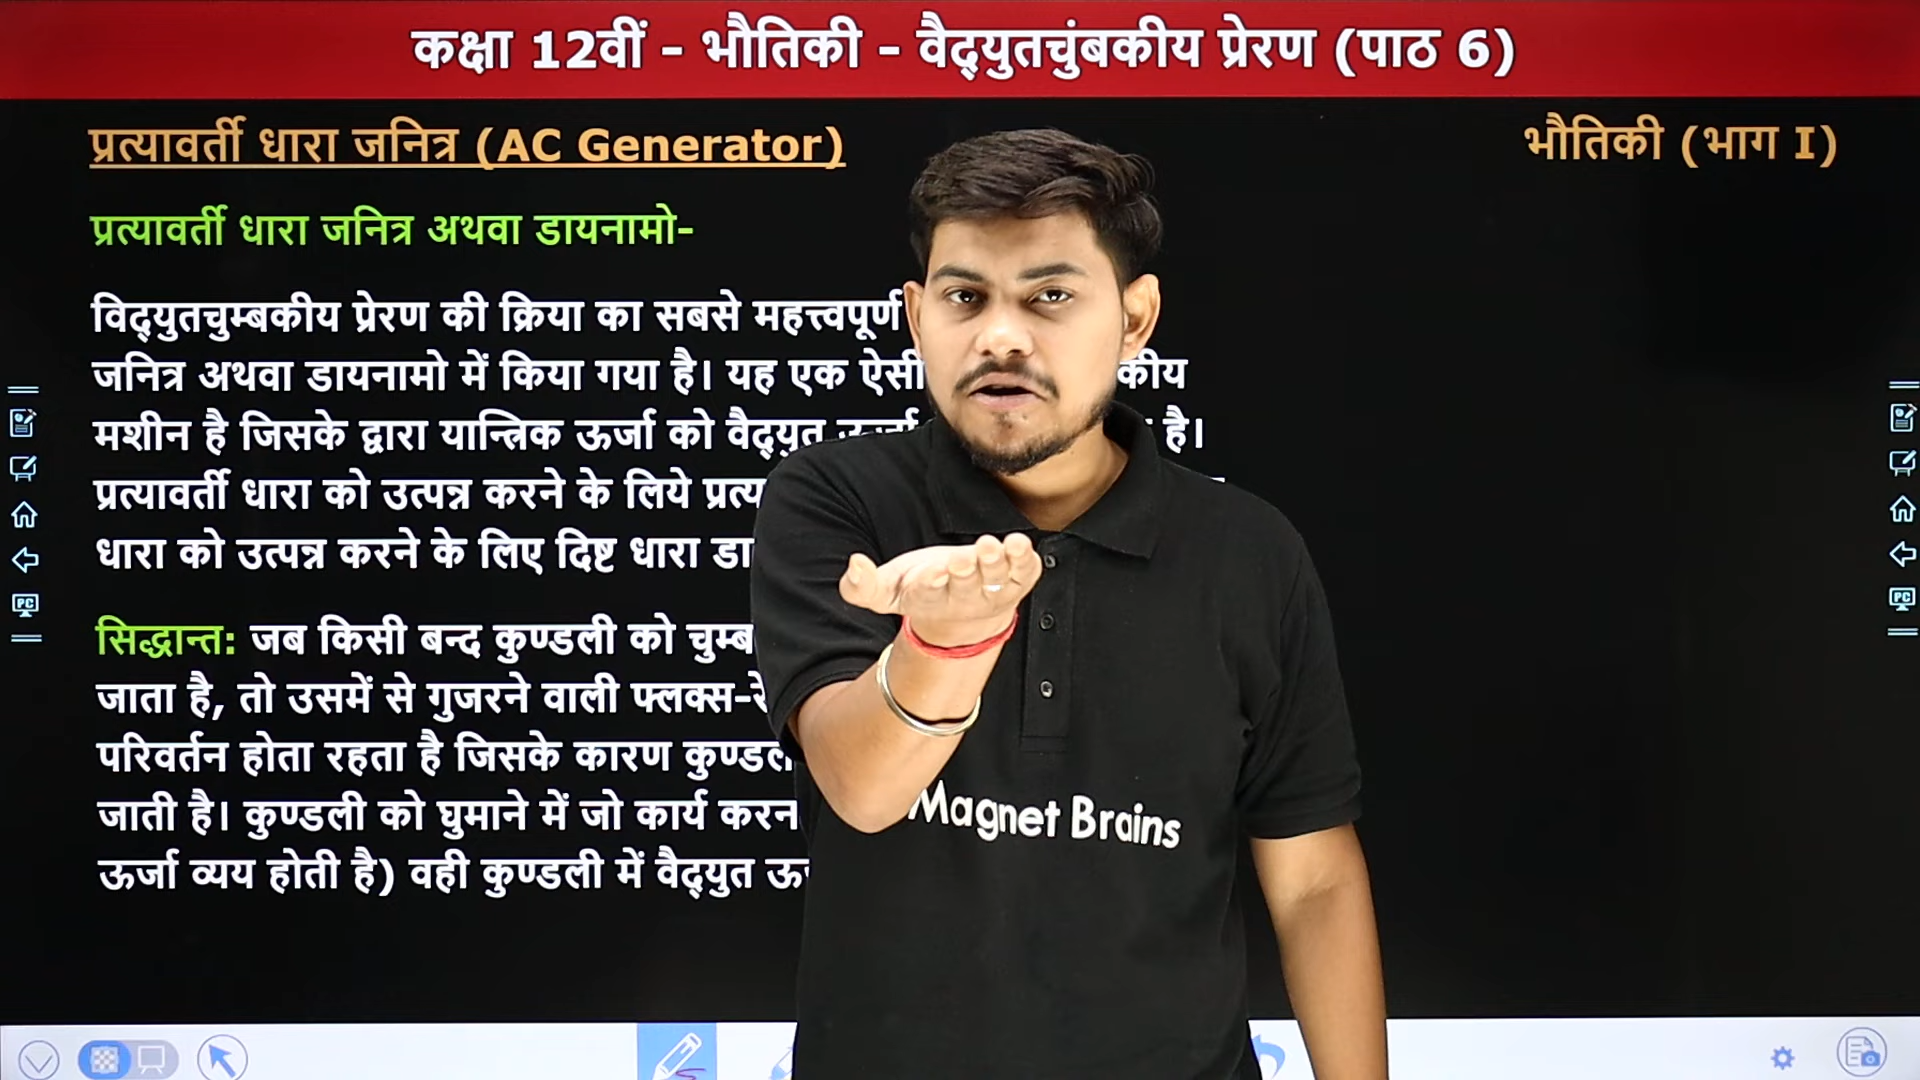 कक्षा 12वीं - भौतिकी - वैद्युतचुंबकीय प्रेरण (पाठ 6)
प्रत्यावर्ती धारा जनित्र (AC Generator)
भौतिकी (भाग I)
प्रत्यावर्ती धारा जनित्र अथवा डायनामो-
विद्युतचुम्बकीय प्रेरण की क्रिया का सबसे महत्त्वपूर्ण
जनित्र अथवा डायनामो में किया गया है। यह एक ऐसी
मशीन है जिसके द्वारा यान्त्रिक ऊर्जा को वैद्युत है।
प्रत्यावर्ती धारा को उत्पन्न करने के लिये
धारा को उत्पन्न करने के लिए दिष्ट धारा
सिद्धान्त: जब किसी बन्द कुण्डली को
जाता है, तो उसमें से गुजरने वाली
परिवर्तन होता रहता है जिसके कारण
जाती है। कुण्डली को घुमाने में जो कार्य
ऊर्जा व्यय होती है) वही कुण्डली में वैद्युत
Magnet Brains
PC
PC